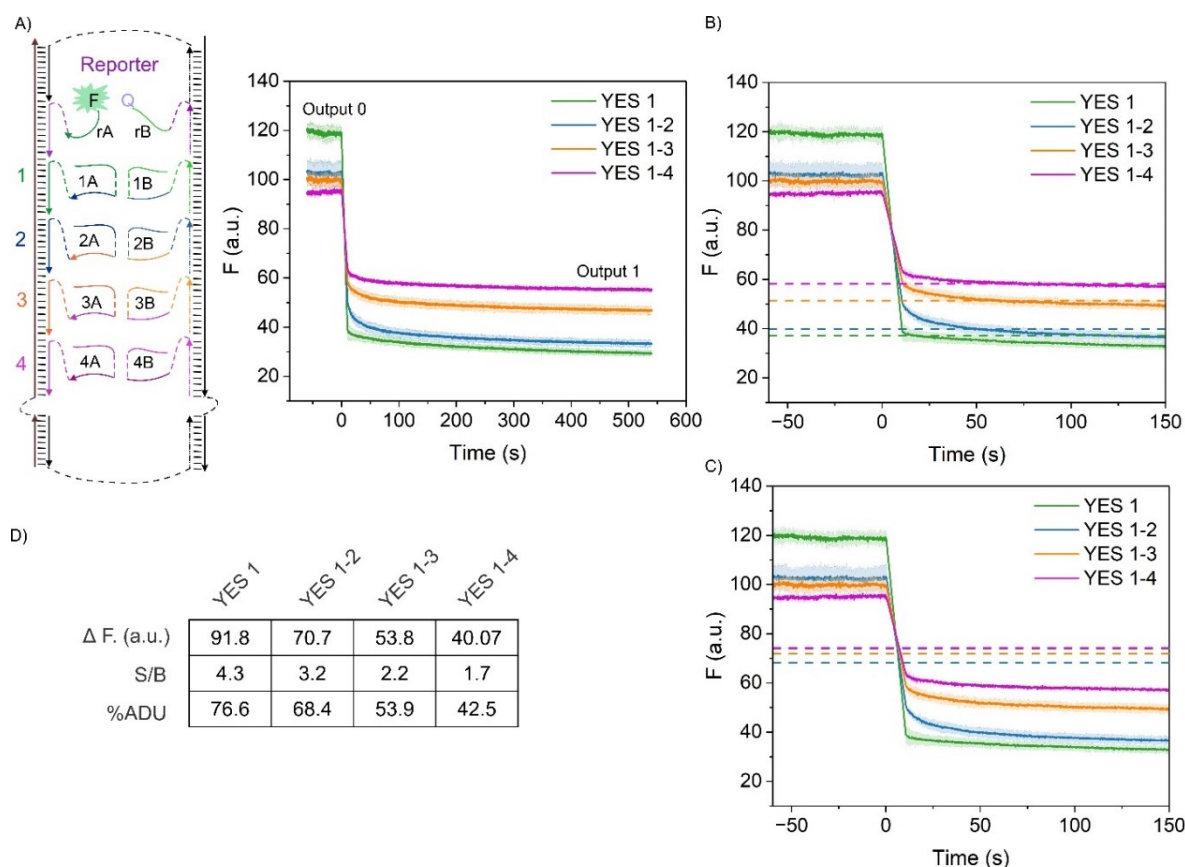 A)
Reporter
F
Q
rA
rB
1
1A
1B
2
2A
2B
3
3A
3B
4
4A
4B
140
120
100
80
60
40
20
F (a.u.)
Output 0
YES 1
YES 1-2
YES 1-3
YES 1-4
Output 1
0 100 200 300 400 500 600
Time (s)
B)
140
120
100
80
60
40
20
F (a.u.)
YES 1
YES 1-2
YES 1-3
YES 1-4
−50 0 50 100 150
Time (s)
C)
140
120
100
80
60
40
20
F (a.u.)
YES 1
YES 1-2
YES 1-3
YES 1-4
−50 0 50 100 150
Time (s)
D)
YES 1 YES 1-2 YES 1-3 YES 1-4
Δ F. (a.u.) 91.8 70.7 53.8 40.07
S/B 4.3 3.2 2.2 1.7
%ADU 76.6 68.4 53.9 42.5